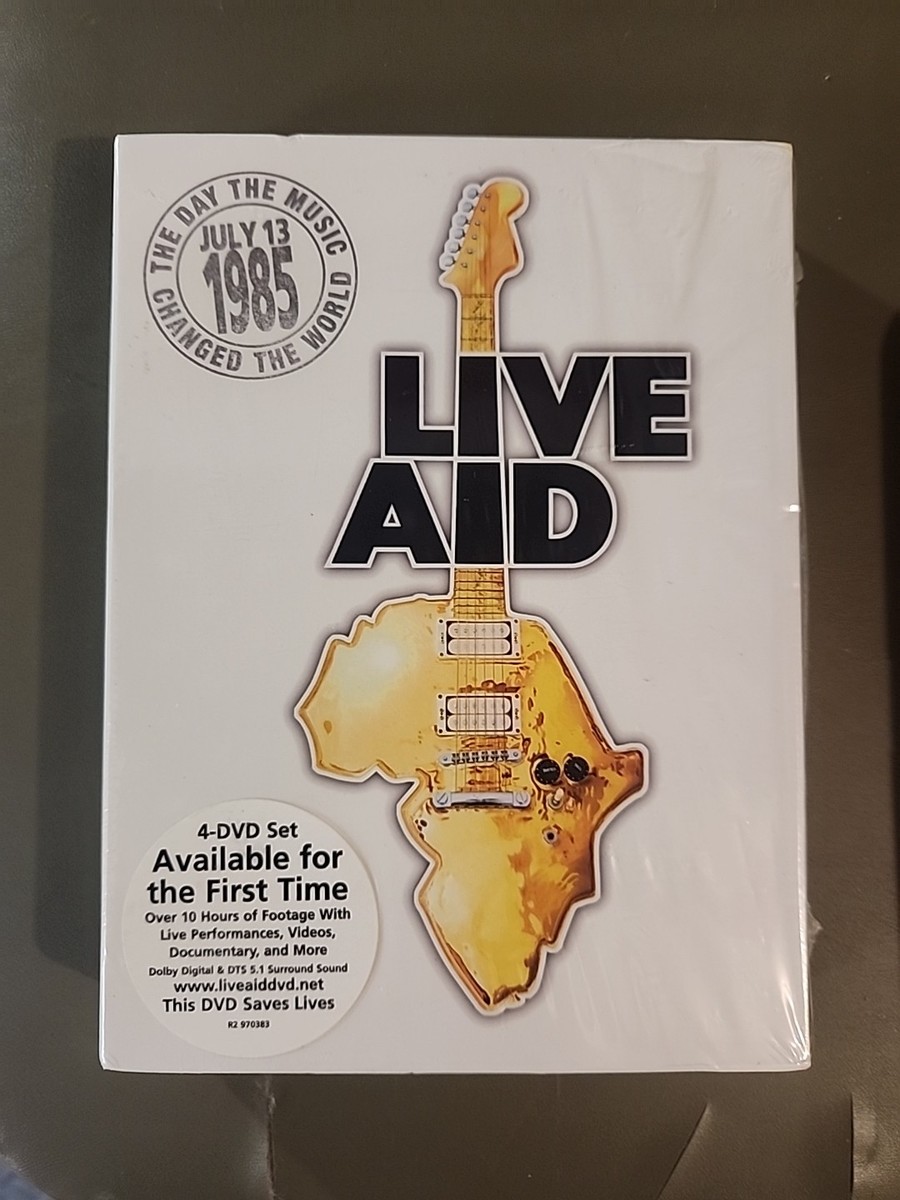 THE DAY THE MUSIC
JULY 13
1985
CHANGED THE WORLD
LIVE
AID
4-DVD Set
Available for
the First Time
Over 10 Hours of Footage With
Live Performances, Videos,
Documentary, and More
Dolby Digital & DTS 5.1 Surround Sound
www.liveaiddvd.net
This DVD Saves Lives
R2 970383